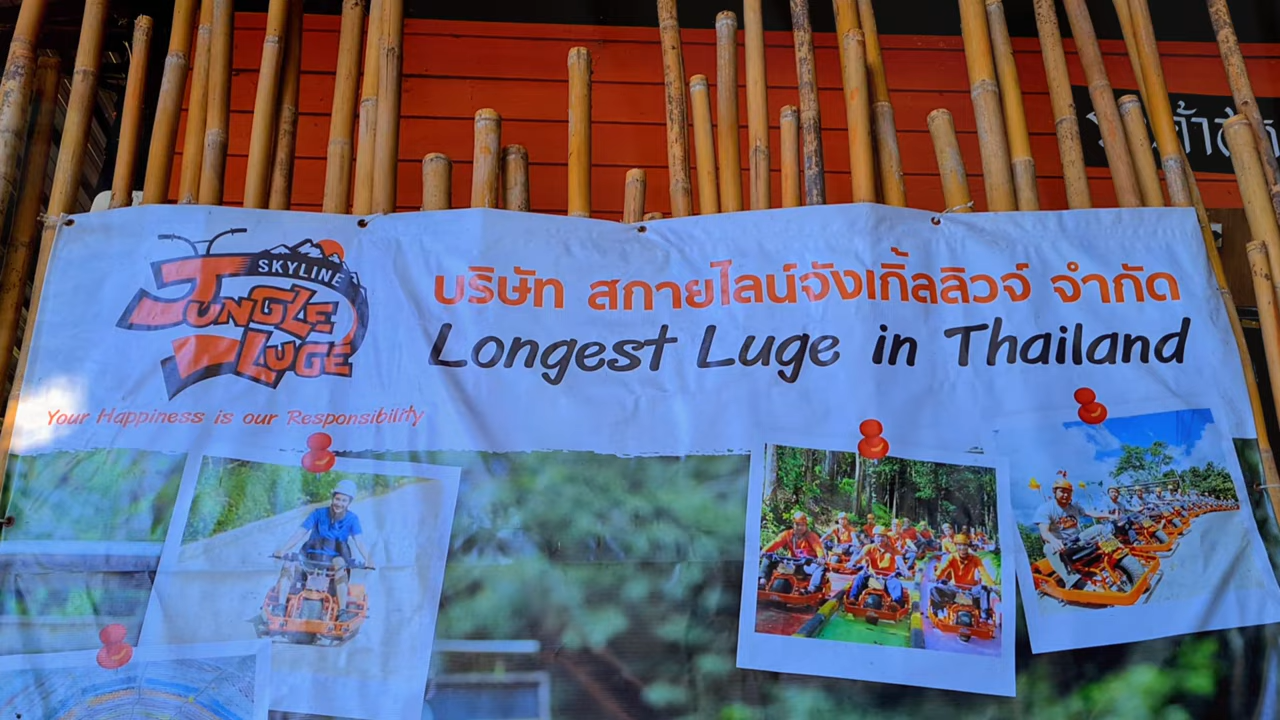 SKYLINE
JUNGLE
LUGE
บริษัท สกายไลน์จังเกิ้ลลิวจ์ จำกัด
Longest Luge in Thailand
Your Happiness is our Responsibility